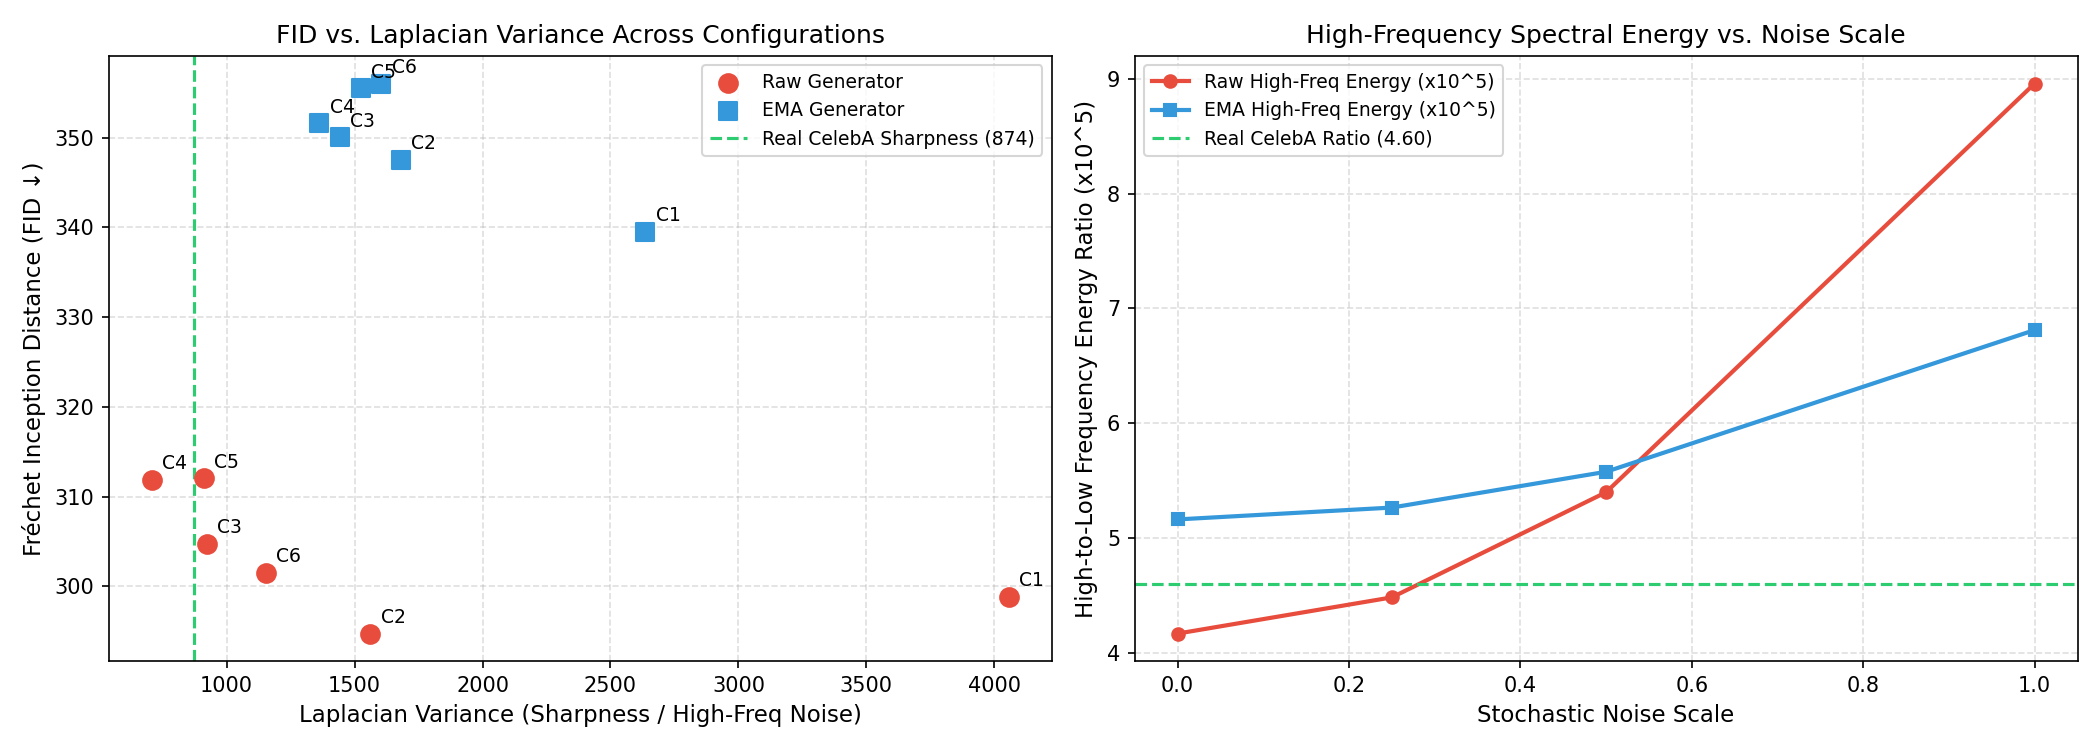 FID vs. Laplacian Variance Across Configurations
Fréchet Inception Distance (FID ↓)
350
340
330
320
310
300
C5
C6
C4
C3
C2
C1
C4
C5
C3
C6
C2
C1
Raw Generator
EMA Generator
Real CelebA Sharpness (874)
1000 1500 2000 2500 3000 3500 4000
Laplacian Variance (Sharpness / High-Freq Noise)
High-Frequency Spectral Energy vs. Noise Scale
High-to-Low Frequency Energy Ratio (x10^5)
9
8
7
6
5
4
Raw High-Freq Energy (x10^5)
EMA High-Freq Energy (x10^5)
Real CelebA Ratio (4.60)
0.0 0.2 0.4 0.6 0.8 1.0
Stochastic Noise Scale